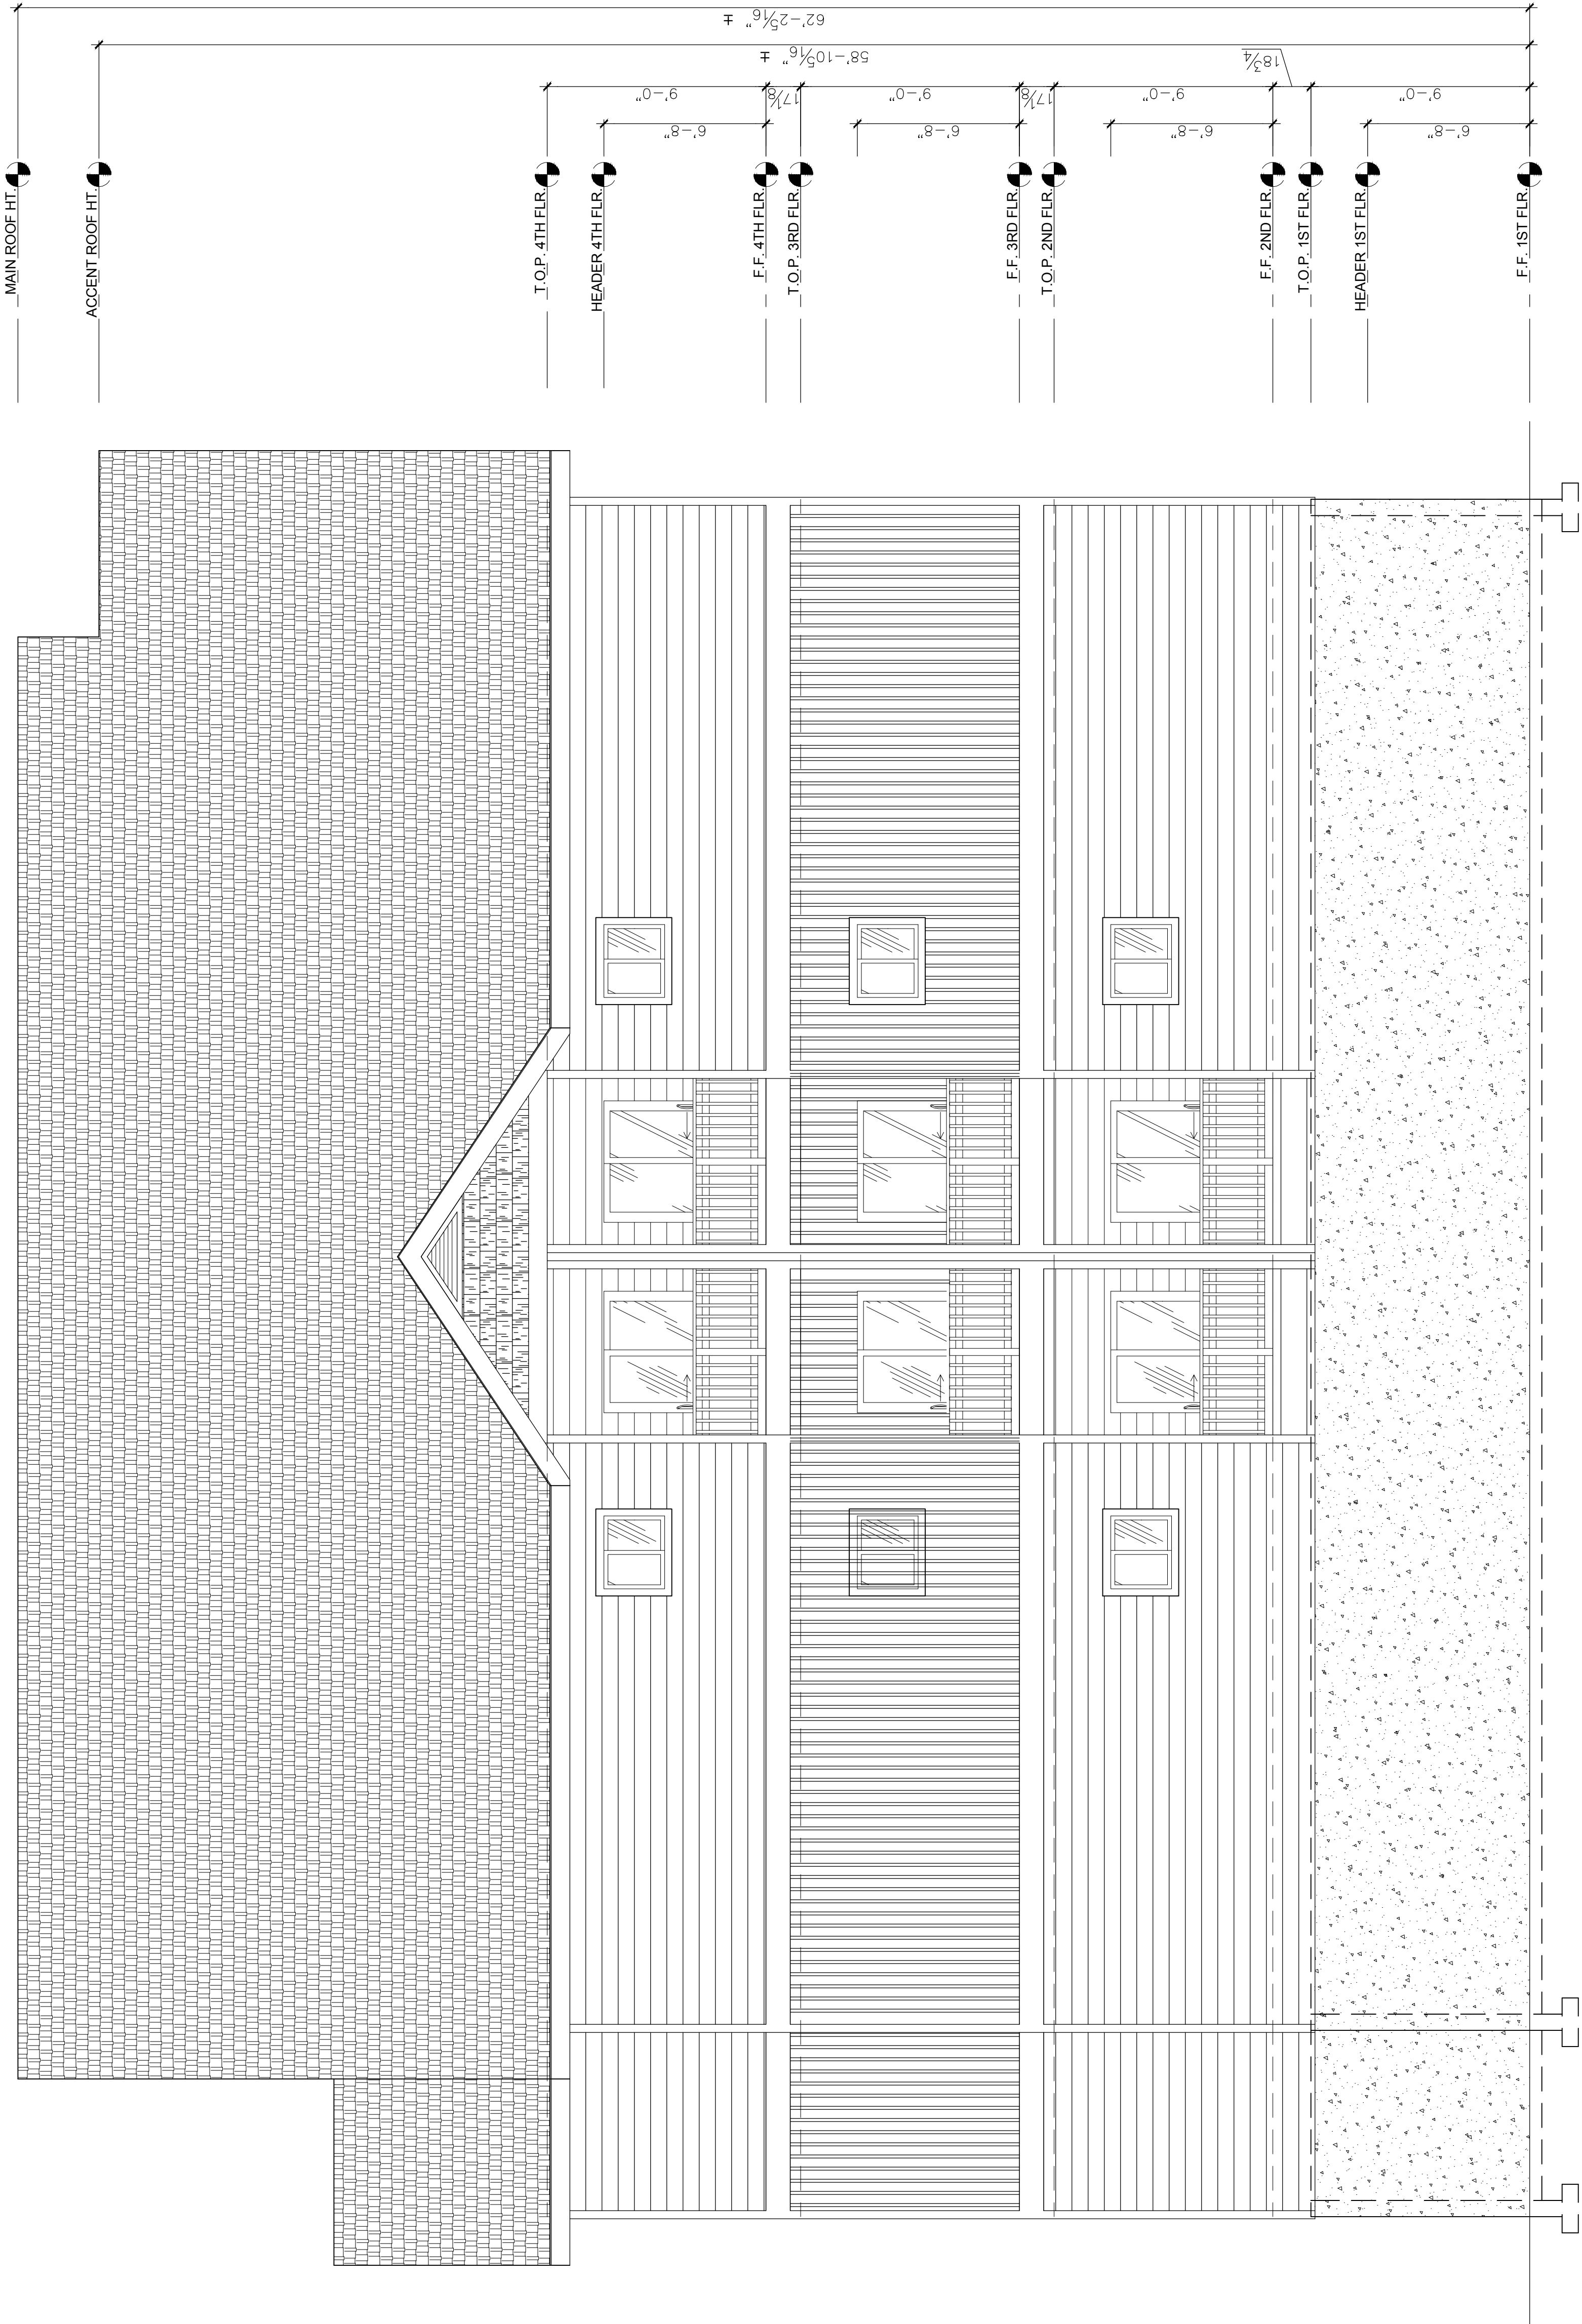 MAIN ROOF HT.
ACCENT ROOF HT.
T.O.P. 4TH FLR.
HEADER 4TH FLR.
F.F. 4TH FLR.
T.O.P. 3RD FLR.
F.F. 3RD FLR.
T.O.P. 2ND FLR.
F.F. 2ND FLR.
T.O.P. 1ST FLR.
HEADER 1ST FLR.
F.F. 1ST FLR.
62'-2 5/16" ±
58'-10 5/16" ±
9'-0"
17 1/8
9'-0"
17 1/8
9'-0"
18 3/4
9'-0"
6'-8"
6'-8"
6'-8"
6'-8"